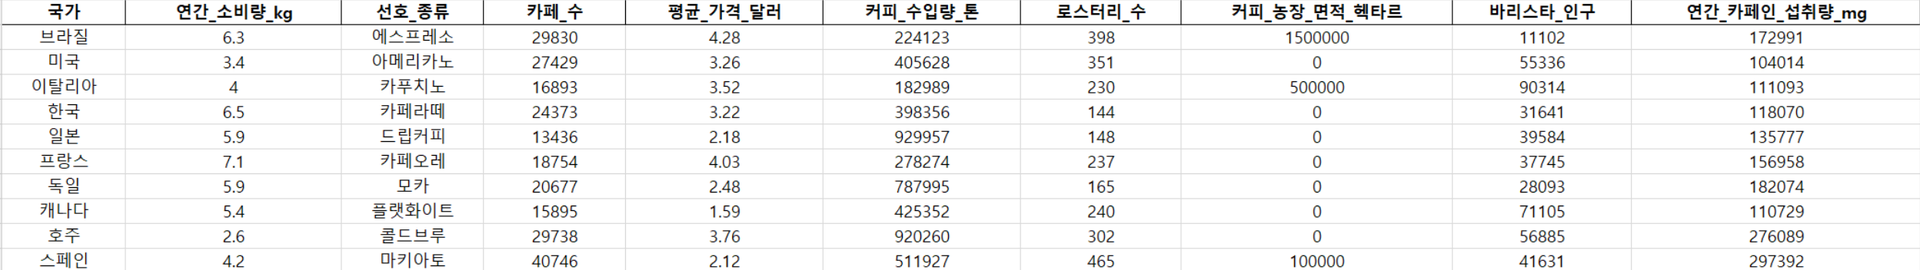 국가 연간_소비량_kg 선호_종류 카페_수 평균_가격_달러 커피_수입량_톤 로스터리_수 커피_농장_면적_헥타르 바리스타_인구 연간_카페인_섭취량_mg
브라질 6.3 에스프레소 29830 4.28 224123 398 1500000 11102 172991
미국 3.4 아메리카노 27429 3.26 405628 351 0 55336 104014
이탈리아 4 카푸치노 16893 3.52 182989 230 500000 90314 111093
한국 6.5 카페라떼 24373 3.22 398356 144 0 31641 118070
일본 5.9 드립커피 13436 2.18 929957 148 0 39584 135777
프랑스 7.1 카페오레 18754 4.03 278274 237 0 37745 156958
독일 5.9 모카 20677 2.48 787995 165 0 28093 182074
캐나다 5.4 플랫화이트 15895 1.59 425352 240 0 71105 110729
호주 2.6 콜드브루 29738 3.76 920260 302 0 56885 276089
스페인 4.2 마키아토 40746 2.12 511927 465 100000 41631 297392